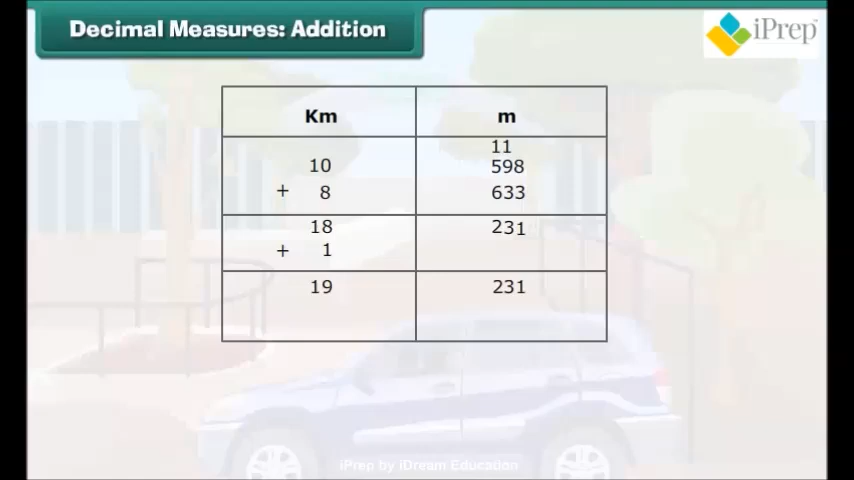 Decimal Measures: Addition
iPrep
Km m
11
10 598
+ 8 633
18 231
+ 1
19 231
iPrep by iDream Education